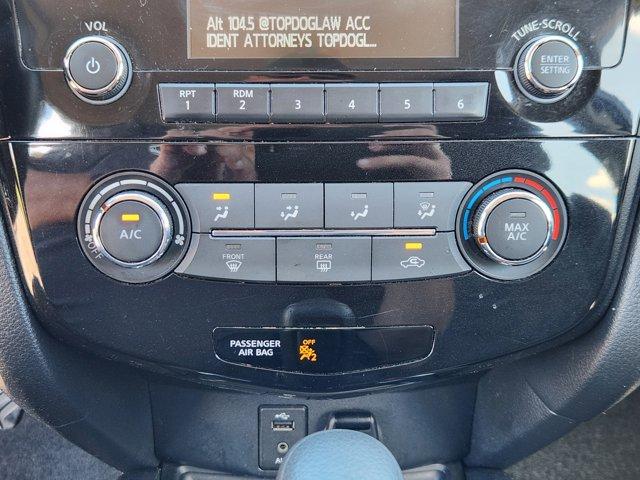 Alt 104.5 @TOPDOGLAW ACC
IDENT ATTORNEYS TOPDOGL...
VOL
TUNE·SCROLL
ENTER
SETTING
RPT
1
RDM
2
3
4
5
6
A/C
OFF
MAX
A/C
FRONT
REAR
PASSENGER
AIR BAG
OFF
2